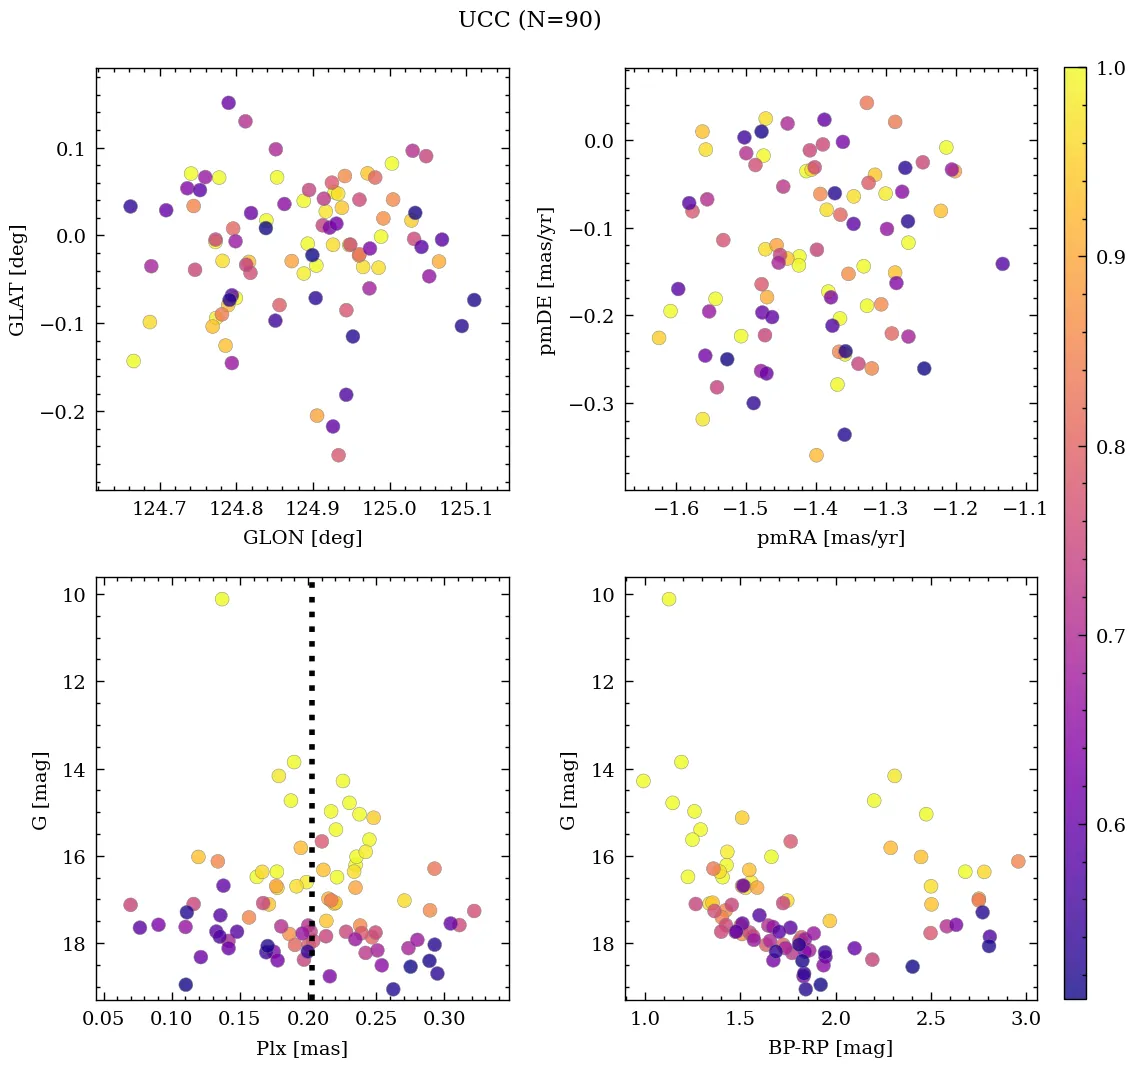 UCC (N=90)
0.1
0.0
−0.1
−0.2
GLAT [deg]
124.7 124.8 124.9 125.0 125.1
GLON [deg]
0.0
−0.1
−0.2
−0.3
pmDE [mas/yr]
−1.6 −1.5 −1.4 −1.3 −1.2 −1.1
pmRA [mas/yr]
10
12
14
16
18
G [mag]
0.05 0.10 0.15 0.20 0.25 0.30
Plx [mas]
10
12
14
16
18
G [mag]
1.0 1.5 2.0 2.5 3.0
BP-RP [mag]
1.0
0.9
0.8
0.7
0.6